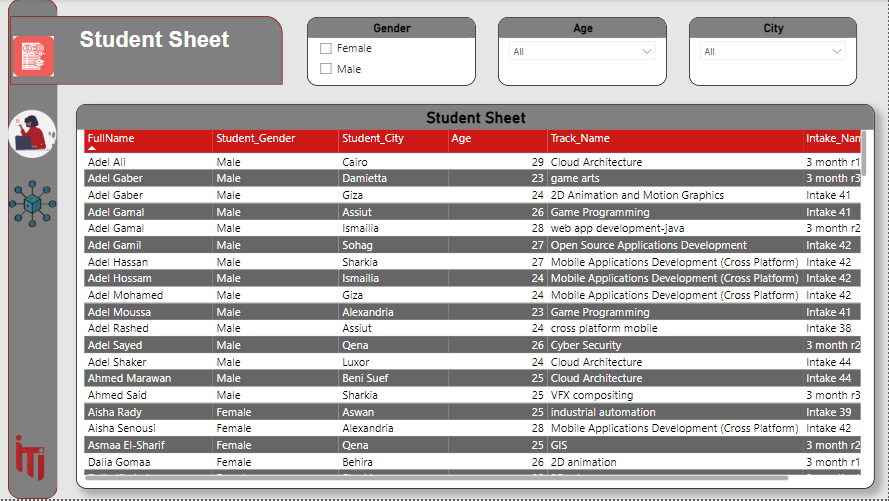 Student Sheet
Gender
Female
Male
Age
All
City
All
Student Sheet
FullName Student_Gender Student_City Age Track_Name Intake_Nam
Adel Ali Male Cairo 29 Cloud Architecture 3 month r1
Adel Gaber Male Damietta 23 game arts 3 month r3
Adel Gaber Male Giza 24 2D Animation and Motion Graphics Intake 41
Adel Gamal Male Assiut 26 Game Programming Intake 41
Adel Gamal Male Ismailia 28 web app development-java 3 month r2
Adel Gamil Male Sohag 27 Open Source Applications Development Intake 42
Adel Hassan Male Sharkia 27 Mobile Applications Development (Cross Platform) Intake 42
Adel Hossam Male Ismailia 24 Mobile Applications Development (Cross Platform) Intake 42
Adel Mohamed Male Giza 24 Mobile Applications Development (Cross Platform) Intake 42
Adel Moussa Male Alexandria 23 Game Programming Intake 41
Adel Rashed Male Assiut 24 cross platform mobile Intake 38
Adel Sayed Male Qena 26 Cyber Security 3 month r2
Adel Shaker Male Luxor 24 Cloud Architecture Intake 44
Ahmed Marawan Male Beni Suef 25 Cloud Architecture Intake 44
Ahmed Said Male Sharkia 25 VFX compositing 3 month r3
Aisha Rady Female Aswan 25 industrial automation Intake 39
Aisha Senousi Female Alexandria 28 Mobile Applications Development (Cross Platform) Intake 42
Asmaa El-Sharif Female Qena 25 GIS 3 month r2
Dalia Gomaa Female Behira 26 2D animation 3 month r1
iTi